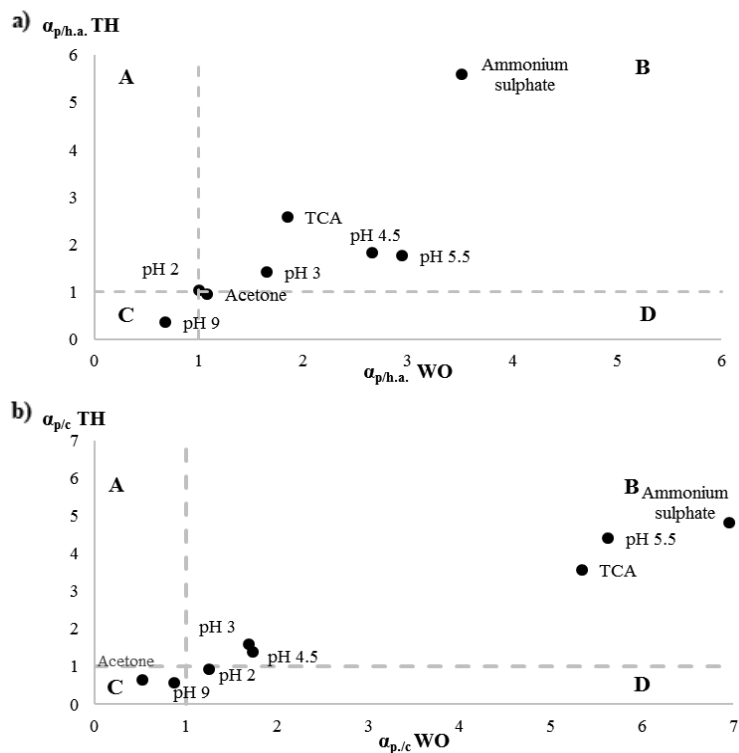 a)
αp/h.a. TH
6
A
Ammonium
sulphate
B
5
4
3
TCA
pH 4.5
2
pH 5.5
pH 2
pH 3
1
Acetone
C
D
pH 9
0
0 1 2 3 4 5 6
αp/h.a. WO
b)
αp/c TH
7
6
A
B
Ammonium
sulphate
5
pH 5.5
4
TCA
3
2
pH 3
pH 4.5
1
Acetone
pH 2
C
pH 9
D
0
0 1 2 3 4 5 6 7
αp./c WO